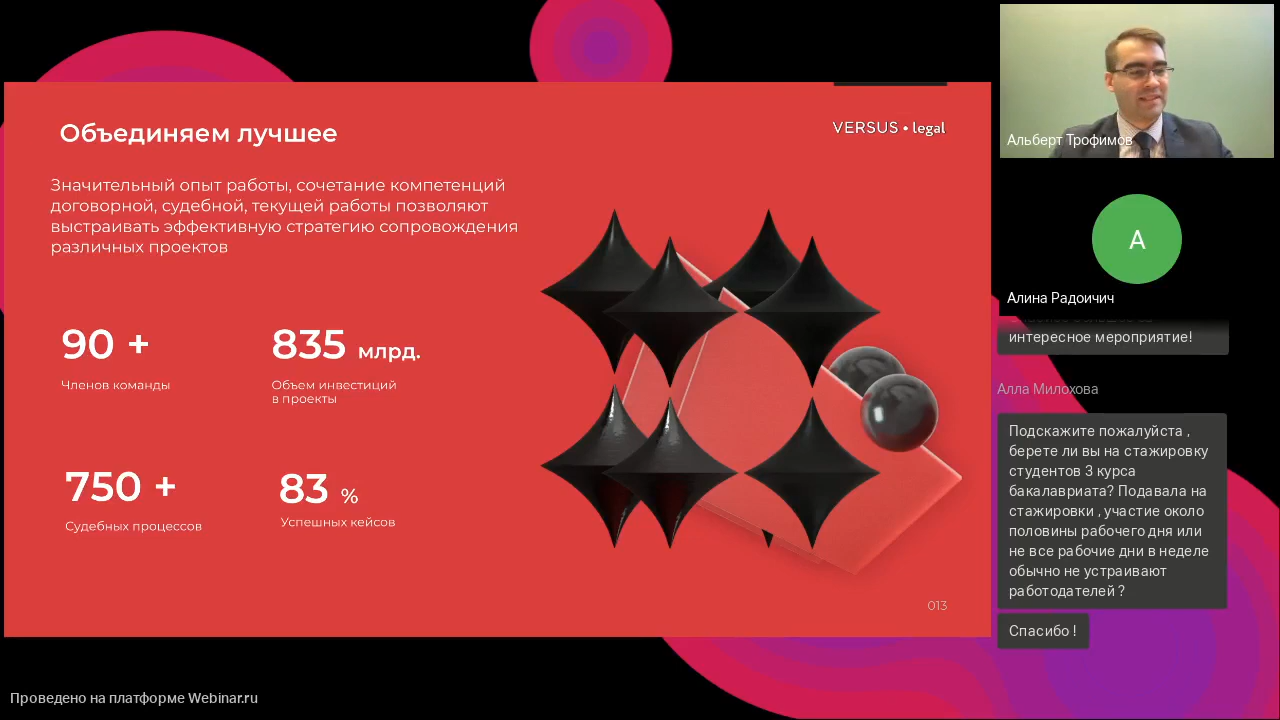 Объединяем лучшее
VERSUS • legal
Значительный опыт работы, сочетание компетенций
договорной, судебной, текущей работы позволяют
выстраивать эффективную стратегию сопровождения
различных проектов
90 +
Членов команды
835 млрд.
Объем инвестиций
в проекты
750 +
Судебных процессов
83 %
Успешных кейсов
013
Альберт Трофимов
А
Алина Радоичич
интересное мероприятие!
Алла Милохова
Подскажите пожалуйста ,
берете ли вы на стажировку
студентов 3 курса
бакалавриата? Подавала на
стажировки , участие около
половины рабочего дня или
не все рабочие дни в неделе
обычно не устраивают
работодателей ?
Спасибо !
Проведено на платформе Webinar.ru